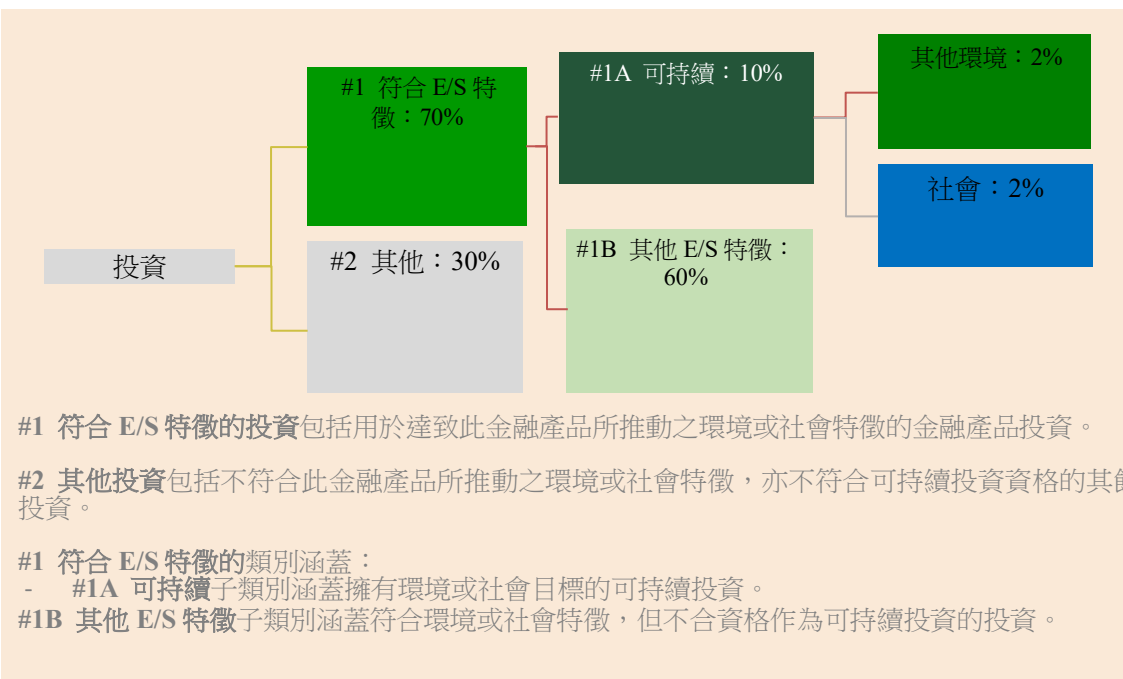 #1 符合 E/S 特
徵：70%
#1A 可持續：10%
其他環境：2%
社會：2%
投資
#2 其他：30%
#1B 其他 E/S 特徵：
60%
#1 符合 E/S 特徵的投資包括用於達致此金融產品所推動之環境或社會特徵的金融產品投資。
#2 其他投資包括不符合此金融產品所推動之環境或社會特徵，亦不符合可持續投資資格的其
投資。
#1 符合 E/S 特徵的類別涵蓋：
- #1A 可持續子類別涵蓋擁有環境或社會目標的可持續投資。
#1B 其他 E/S 特徵子類別涵蓋符合環境或社會特徵，但不合資格作為可持續投資的投資。